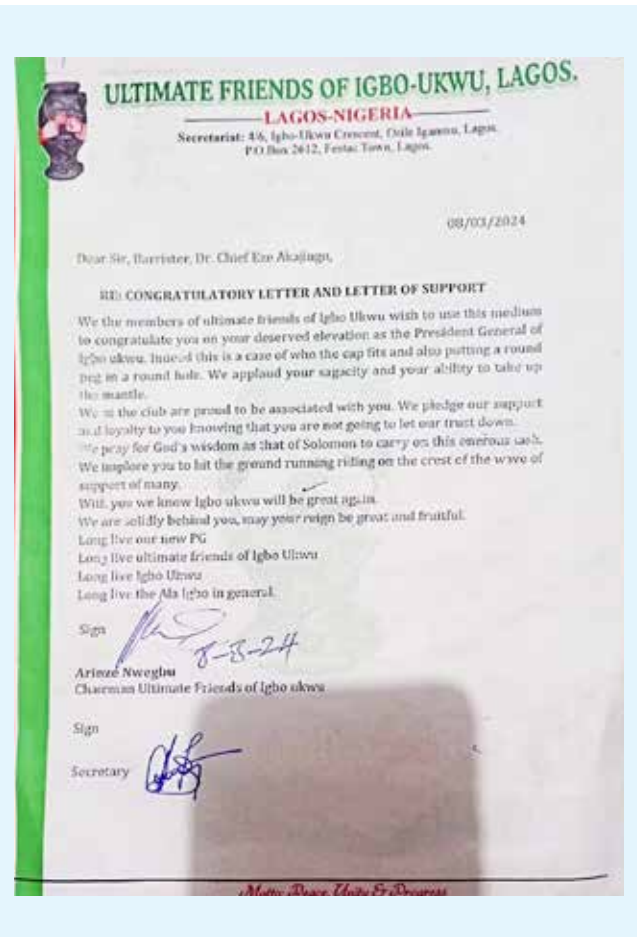 ULTIMATE FRIENDS OF IGBO-UKWU, LAGOS.
LAGOS-NIGERIA
Secretariat: 4/6, Igbo-Ukwu Crescent, Orile Iganmu, Lagos.
P.O.Box 2612, Festac Town, Lagos.
08/03/2024
Dear Sir, Barrister, Dr. Chief Eze Akajiugo,
RE: CONGRATULATORY LETTER AND LETTER OF SUPPORT
We the members of ultimate friends of Igbo Ukwu wish to use this medium
to congratulate you on your deserved elevation as the President General of
Igbo ukwu. Indeed this is a case of who the cap fits and also putting a round
peg in a round hole. We applaud your sagacity and your ability to take up
the mantle.
We in the club are proud to be associated with you. We pledge our support
and loyalty to you knowing that you are not going to let our trust down.
We pray for God's wisdom as that of Solomon to carry on this onerous task.
We implore you to hit the ground running riding on the crest of the wave of
support of many.
With you we know Igbo ukwu will be great again.
We are solidly behind you, may your reign be great and fruitful.
Long live our new PG
Long live ultimate friends of Igbo Ukwu
Long live Igbo Ukwu
Long live the Ala Igbo in general.
Sign
8-3-24
Arinze Nwegbu
Chairman Ultimate Friends of Igbo ukwu
Sign
Secretary
Motto: Peace, Unity & Progress